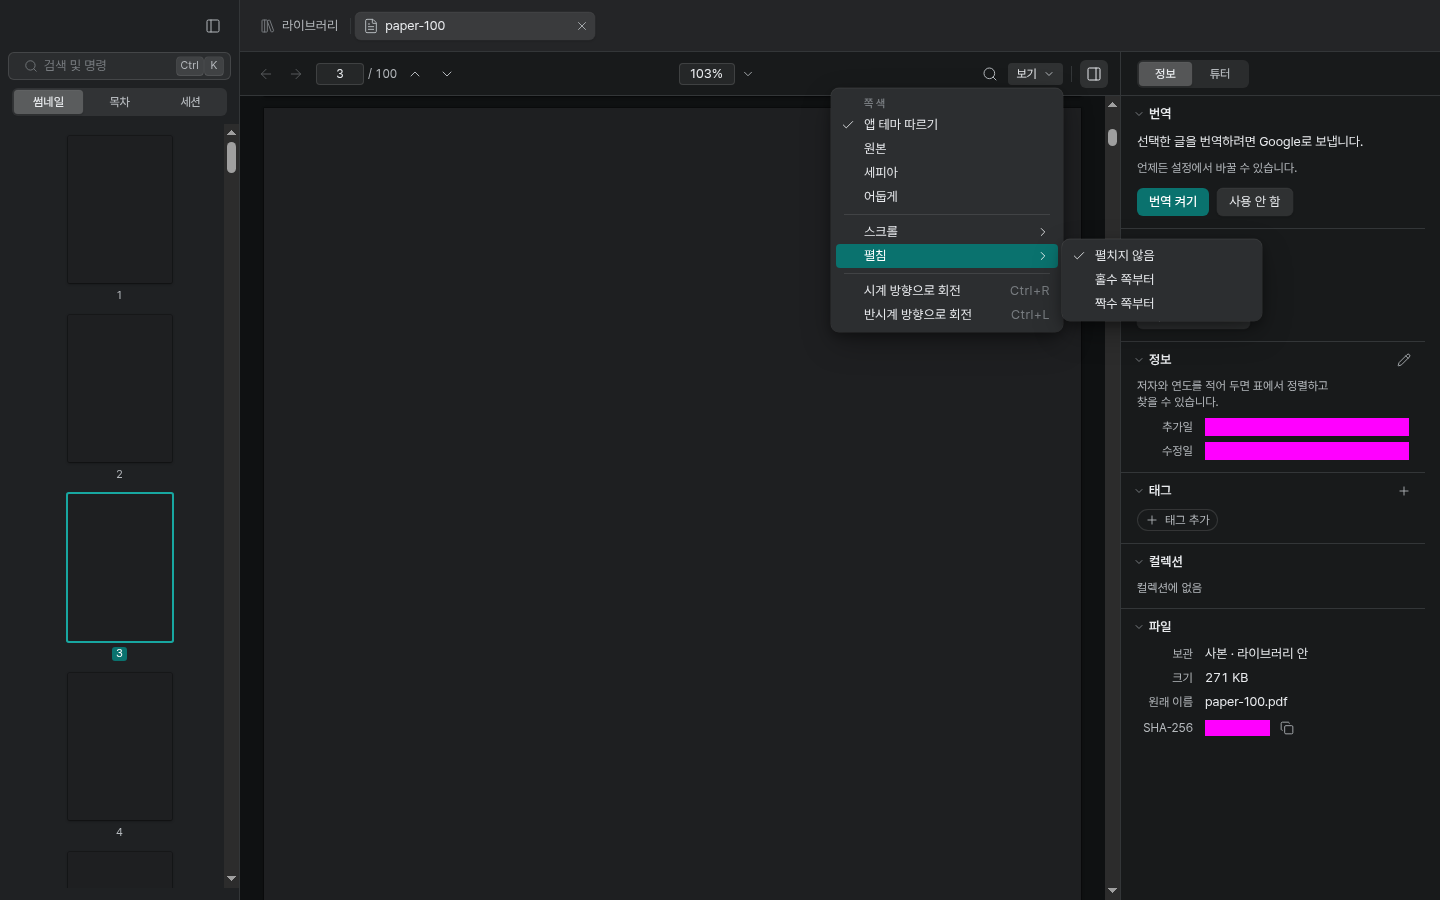 라이브러리
paper-100
검색 및 명령
Ctrl
K
3
/ 100
103%
보기
정보
튜터
썸네일
목차
세션
1
2
3
4
쪽 색
앱 테마 따르기
원본
세피아
어둡게
스크롤
펼침
시계 방향으로 회전
Ctrl+R
반시계 방향으로 회전
Ctrl+L
펼치지 않음
홀수 쪽부터
짝수 쪽부터
번역
선택한 글을 번역하려면 Google로 보냅니다.
언제든 설정에서 바꿀 수 있습니다.
번역 켜기
사용 안 함
정보
저자와 연도를 적어 두면 표에서 정렬하고
찾을 수 있습니다.
추가일
수정일
태그
태그 추가
컬렉션
컬렉션에 없음
파일
보관
사본 · 라이브러리 안
크기
271 KB
원래 이름
paper-100.pdf
SHA-256